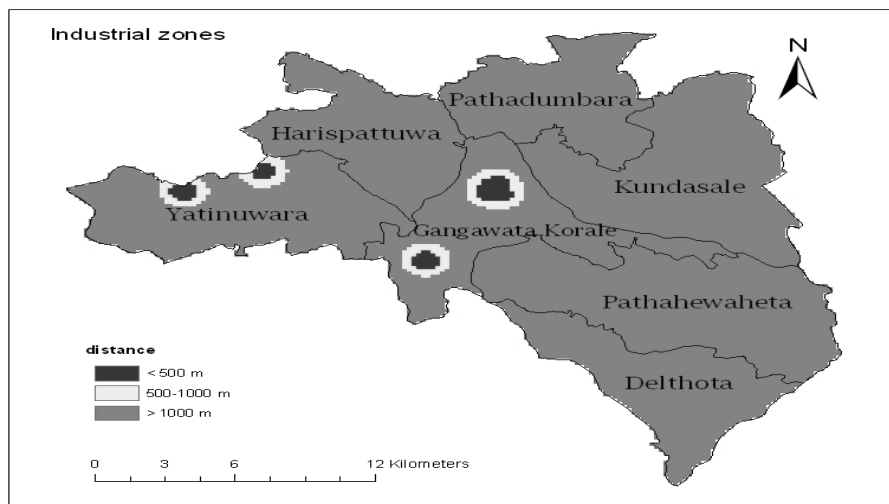 Industrial zones
N
Pathadumbara
Harispattuwa
Kundasale
Yatinuwara
Gangawata Korale
Pathahewaheta
Delthota
distance
< 500 m
500-1000 m
> 1000 m
0 3 6 12 Kilometers